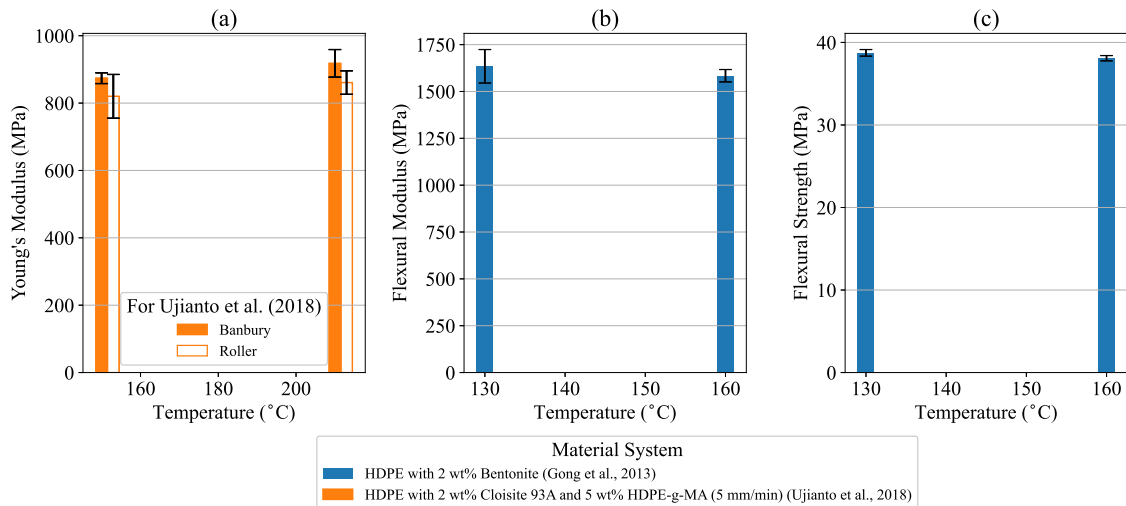 (a)
Young's Modulus (MPa)
1000
800
600
400
200
0
For Ujianto et al. (2018)
Banbury
Roller
160
180
200
Temperature (˚C)
(b)
Flexural Modulus (MPa)
1750
1500
1250
1000
750
500
250
0
130
140
150
160
Temperature (˚C)
(c)
Flexural Strength (MPa)
40
30
20
10
0
130
140
150
160
Temperature (˚C)
Material System
HDPE with 2 wt% Bentonite (Gong et al., 2013)
HDPE with 2 wt% Cloisite 93A and 5 wt% HDPE-g-MA (5 mm/min) (Ujianto et al., 2018)